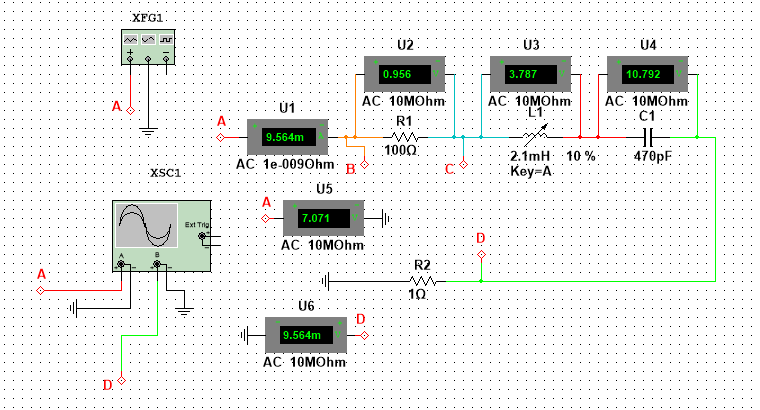 XFG1
A
U2
0.956
AC 10MOhm
U3
3.787
AC 10MOhm
U4
10.792
AC 10MOhm
A
U1
9.564m
AC 1e-009Ohm
B
R1
100Ω
C
L1
2.1mH 10 %
Key=A
C1
470pF
XSC1
Ext Trig
A B
A
D
A
U5
7.071
AC 10MOhm
D
R2
1Ω
U6
9.564m
D
AC 10MOhm